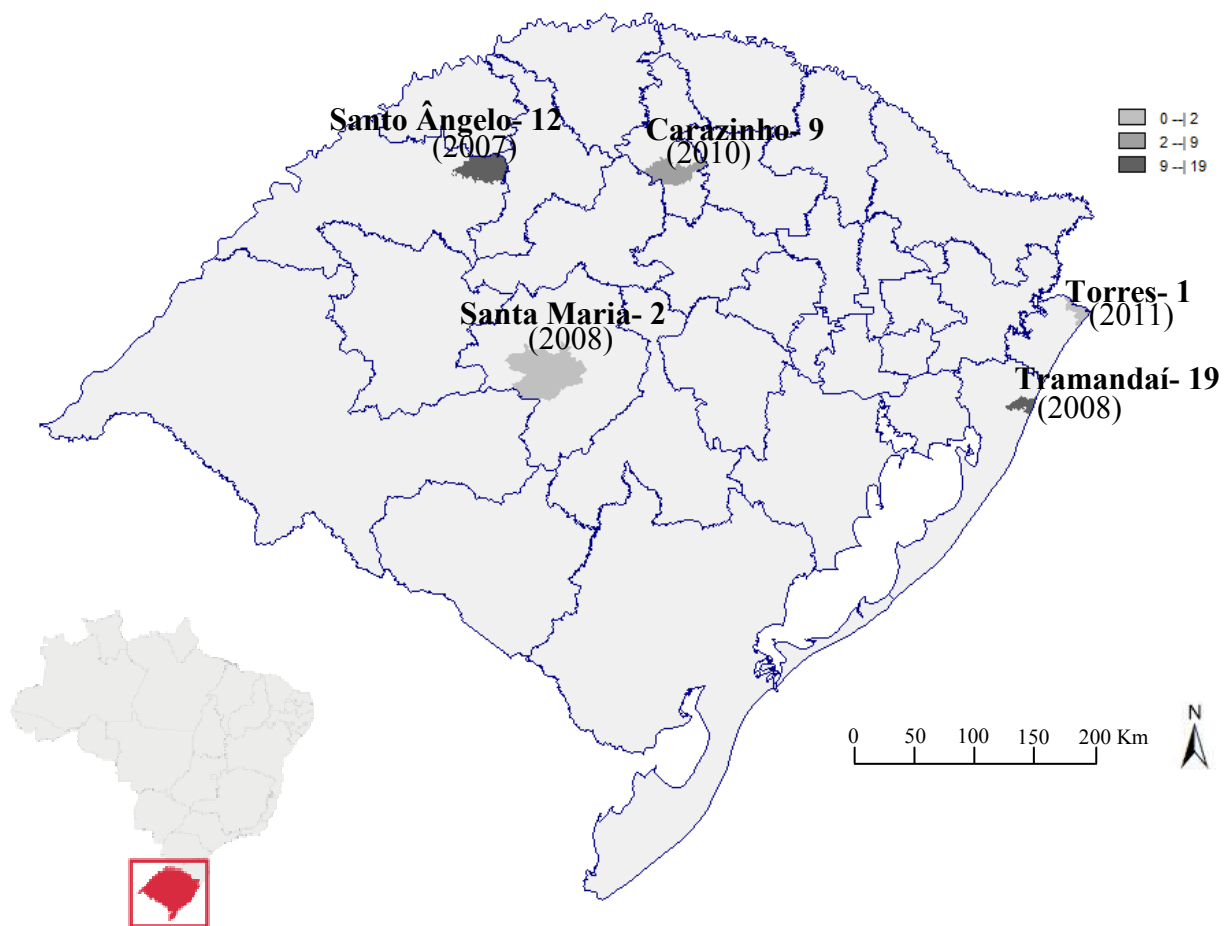 Santo Ângelo- 12
(2007)
Carazinho- 9
(2010)
0 --| 2
2 --| 9
9 --| 19
Santa Maria- 2
(2008)
Torres- 1
(2011)
Tramandaí- 19
(2008)
N
0 50 100 150 200 Km